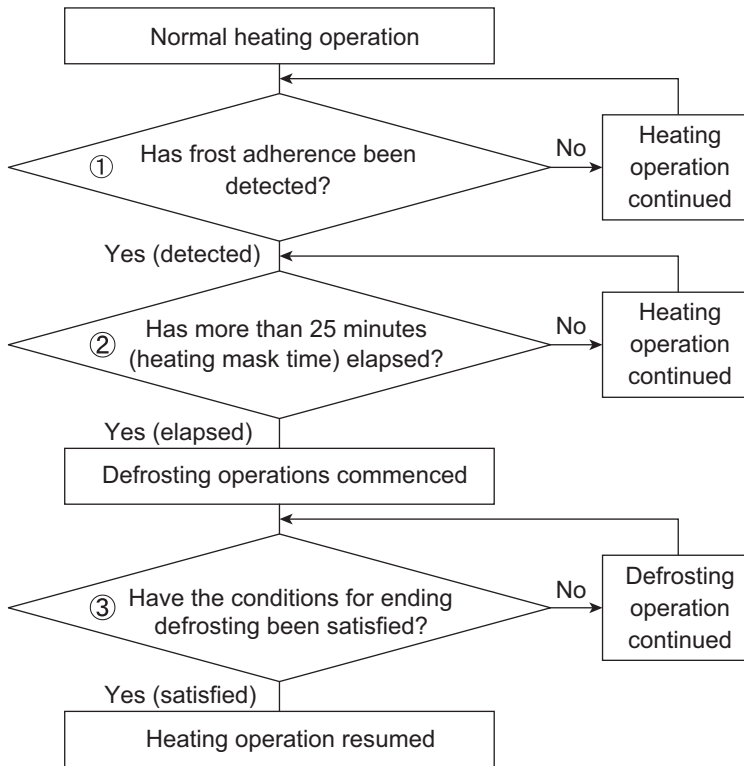 Normal heating operation
①
Has frost adherence been
detected?
No
Heating
operation
continued
Yes (detected)
②
Has more than 25 minutes
(heating mask time) elapsed?
No
Heating
operation
continued
Yes (elapsed)
Defrosting operations commenced
③
Have the conditions for ending
defrosting been satisfied?
No
Defrosting
operation
continued
Yes (satisfied)
Heating operation resumed